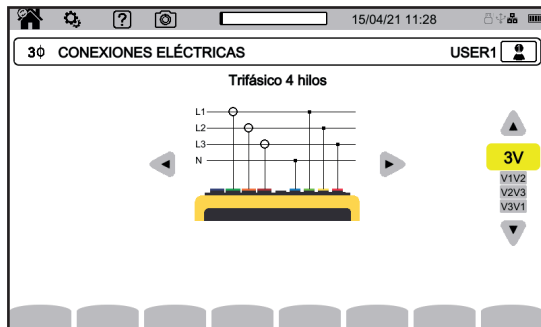 ?
15/04/21 11:28
3Φ CONEXIONES ELÉCTRICAS
USER1
Trifásico 4 hilos
L1
L2
L3
N
3V
V1V2
V2V3
V3V1